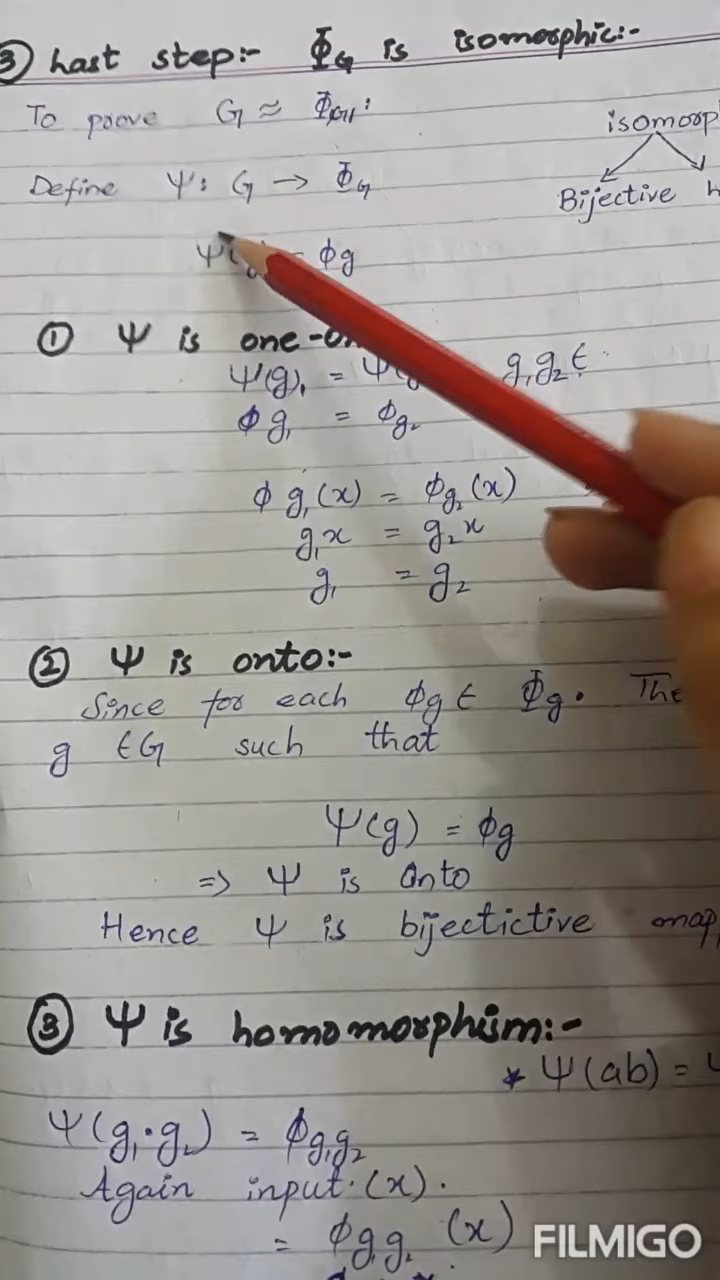 ③ Last step:- Φ_G is isomorphic:-
To prove G ≈ Φ_G:
isomorp
Define Ψ: G → Φ_G
Bijective h
Ψ(g) = ϕg
① Ψ is one-on
Ψ(g)₁ = Ψ(g g₁g₂ ∈
ϕg₁ = ϕg₂
ϕg₁(x) = ϕg₂(x)
g₁x = g₂x
g₁ = g₂
② Ψ is onto:-
Since for each ϕg ∈ Φg. The
g ∈ G such that
Ψ(g) = ϕg
=> Ψ is Onto
Hence Ψ is bijectictive map
③ Ψ is homomorphism:-
* Ψ(ab) = Ψ
Ψ(g₁·g₂) = ϕg₁g₂
Again input·(x).
= ϕg₁g₂ (x)
FILMIGO